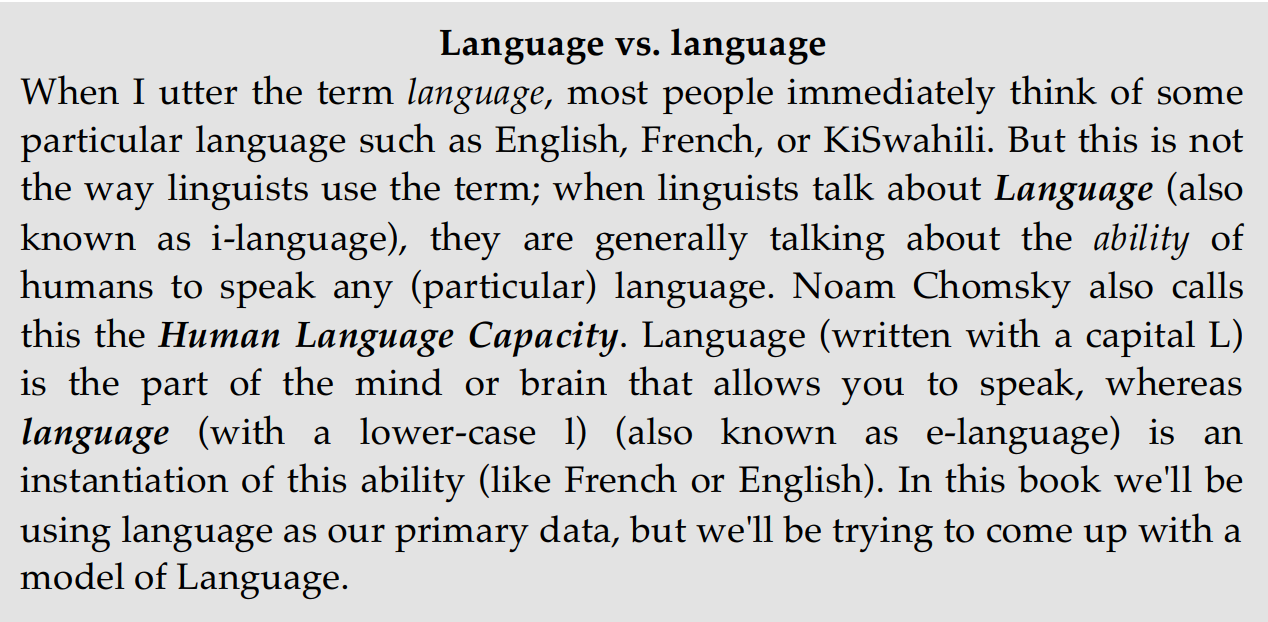 Language vs. language
When I utter the term language, most people immediately think of some
particular language such as English, French, or KiSwahili. But this is not
the way linguists use the term; when linguists talk about Language (also
known as i-language), they are generally talking about the ability of
humans to speak any (particular) language. Noam Chomsky also calls
this the Human Language Capacity. Language (written with a capital L)
is the part of the mind or brain that allows you to speak, whereas
language (with a lower-case l) (also known as e-language) is an
instantiation of this ability (like French or English). In this book we'll be
using language as our primary data, but we'll be trying to come up with a
model of Language.